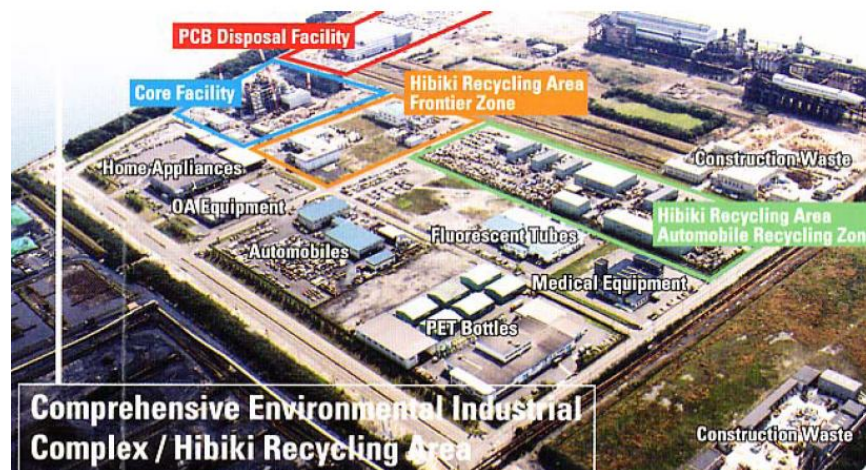 PCB Disposal Facility
Core Facility
Hibiki Recycling Area
Frontier Zone
Home Appliances
Construction Waste
OA Equipment
Hibiki Recycling Area
Automobile Recycling Zon
Automobiles
Fluorescent Tubes
Medical Equipment
PET Bottles
Comprehensive Environmental Industrial
Complex / Hibiki Recycling Area
Construction Waste